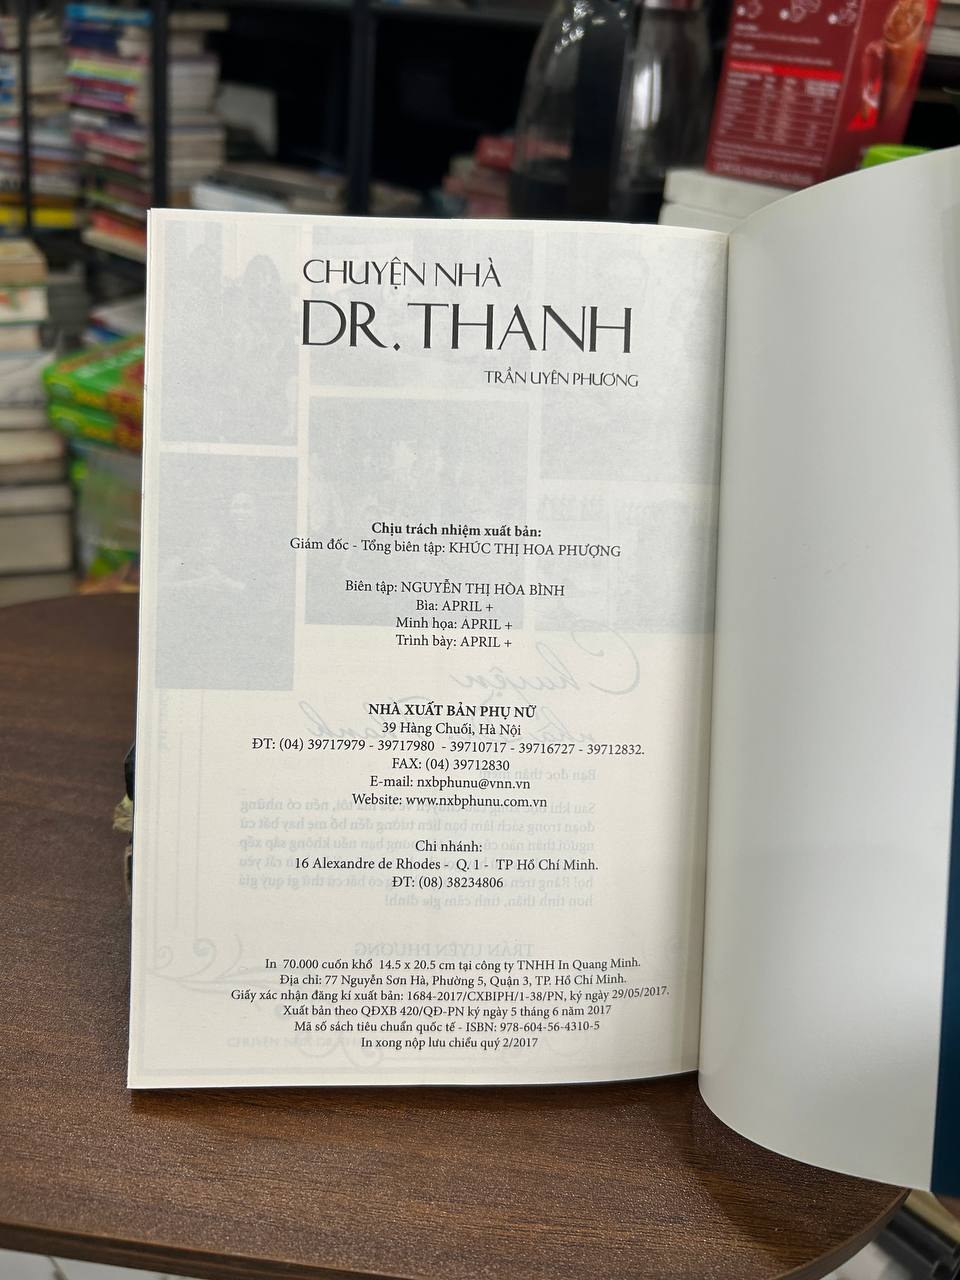 CHUYỆN NHÀ
DR. THANH
TRẦN UYÊN PHƯƠNG
Chịu trách nhiệm xuất bản:
Giám đốc - Tổng biên tập: KHÚC THỊ HOA PHƯỢNG
Biên tập: NGUYỄN THỊ HÒA BÌNH
Bìa: APRIL +
Minh họa: APRIL +
Trình bày: APRIL +
NHÀ XUẤT BẢN PHỤ NỮ
39 Hàng Chuối, Hà Nội
ĐT: (04) 39717979 - 39717980 - 39710717 - 39716727 - 39712832.
FAX: (04) 39712830
E-mail: nxbphunu@vnn.vn
Website: www.nxbphunu.com.vn
Chi nhánh:
16 Alexandre de Rhodes - Q. 1 - TP Hồ Chí Minh.
ĐT: (08) 38234806
In 70.000 cuốn khổ 14.5 x 20.5 cm tại công ty TNHH In Quang Minh.
Địa chỉ: 77 Nguyễn Sơn Hà, Phường 5, Quận 3, TP. Hồ Chí Minh.
Giấy xác nhận đăng kí xuất bản: 1684-2017/CXBIPH/1-38/PN, ký ngày 29/05/2017.
Xuất bản theo QĐXB 420/QĐ-PN ký ngày 5 tháng 6 năm 2017
Mã số sách tiêu chuẩn quốc tế - ISBN: 978-604-56-4310-5
In xong nộp lưu chiểu quý 2/2017